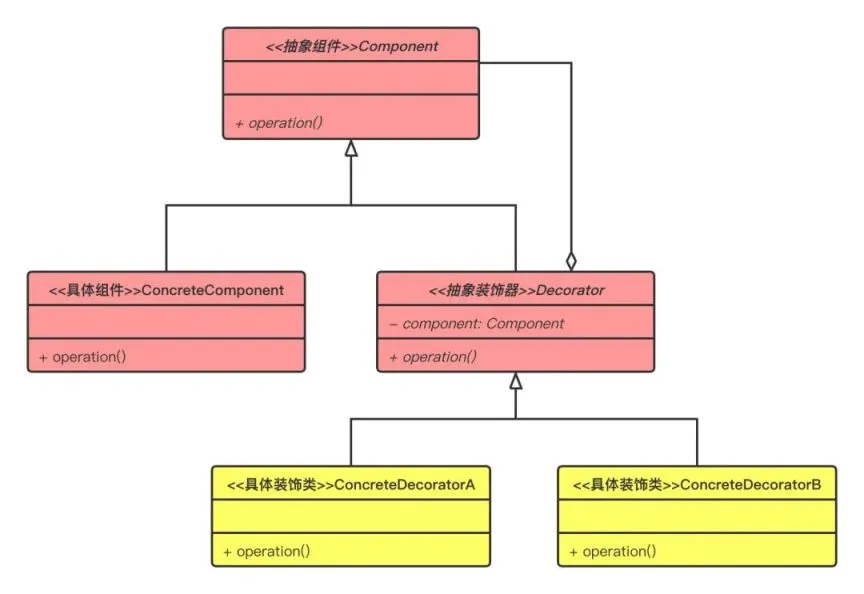 <<抽象组件>>Component
+ operation()
<<具体组件>>ConcreteComponent
+ operation()
<<抽象装饰器>>Decorator
- component: Component
+ operation()
<<具体装饰类>>ConcreteDecoratorA
+ operation()
<<具体装饰类>>ConcreteDecoratorB
+ operation()